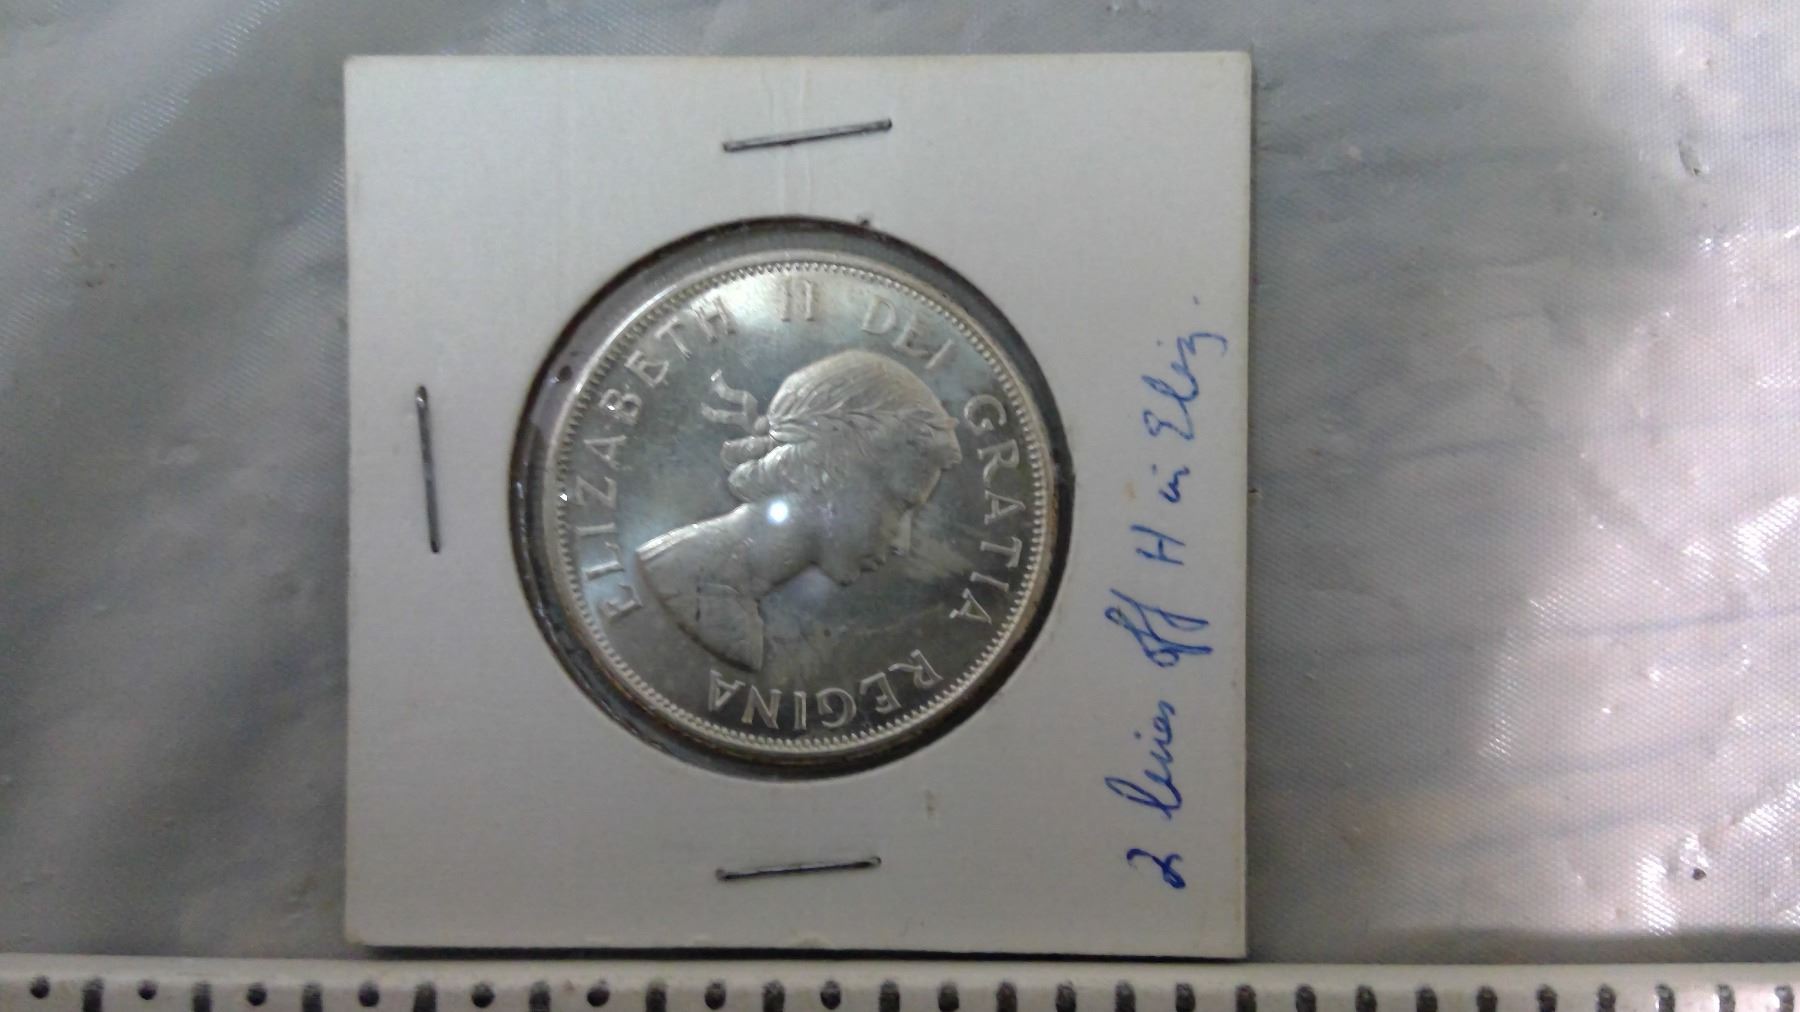 ELIZABETH II DEI GRATIA REGINA
2 lines off H in Eliz.